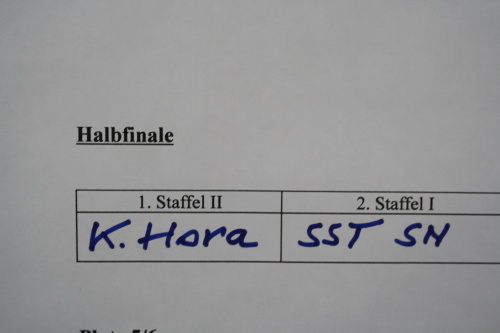 Halbfinale
1. Staffel II 2. Staffel I
K. Hora SST SN